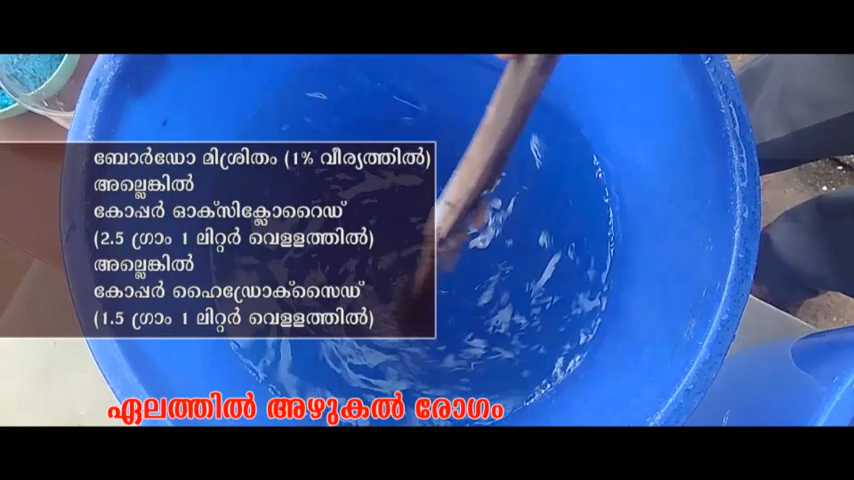 ബോർഡോ മിശ്രിതം (1% വീര്യത്തിൽ)
അല്ലെങ്കിൽ
കോപ്പർ ഓക്സിക്ലോറൈഡ്
(2.5 ഗ്രാം 1 ലിറ്റർ വെള്ളത്തിൽ)
അല്ലെങ്കിൽ
കോപ്പർ ഹൈഡ്രോക്സൈഡ്
(1.5 ഗ്രാം 1 ലിറ്റർ വെള്ളത്തിൽ)
ഏലത്തിൽ അഴുകൽ രോഗം